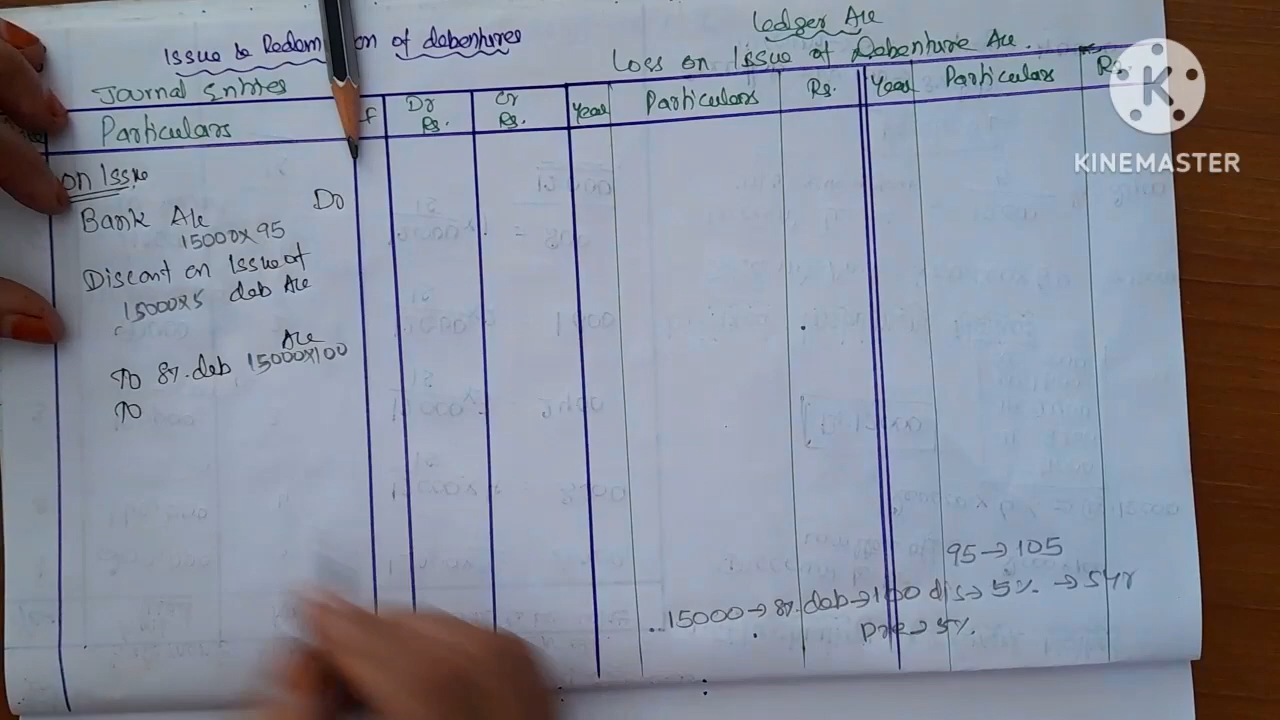 Issue & Redem on of debentures
Journal Entries
Particulars
f
Dr
Rs.
Cr
Rs.
on Issue
Bank A/c Dr
15000x95
Discont on Issue of
15000x5 deb A/c
A/c
To 8%.deb 15000x100
To
Ledger A/c
Loss on Issue of Debenture A/c.
Year Particulars Rs. Year Particulars Rs.
95→105
15000→8%.deb→100 dis→5%.→5yr
pre→5%.
K
KINEMASTER